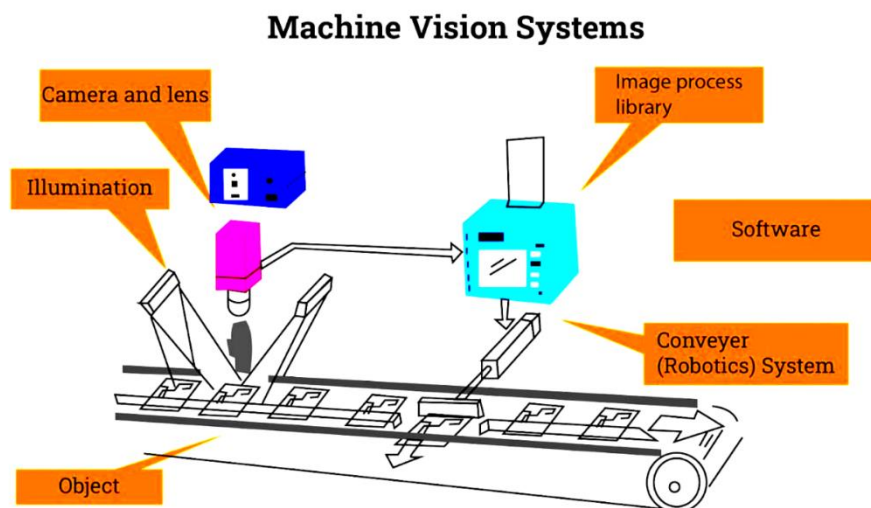 Machine Vision Systems
Camera and lens
Image process
library
Illumination
Software
Conveyer
(Robotics) System
Object